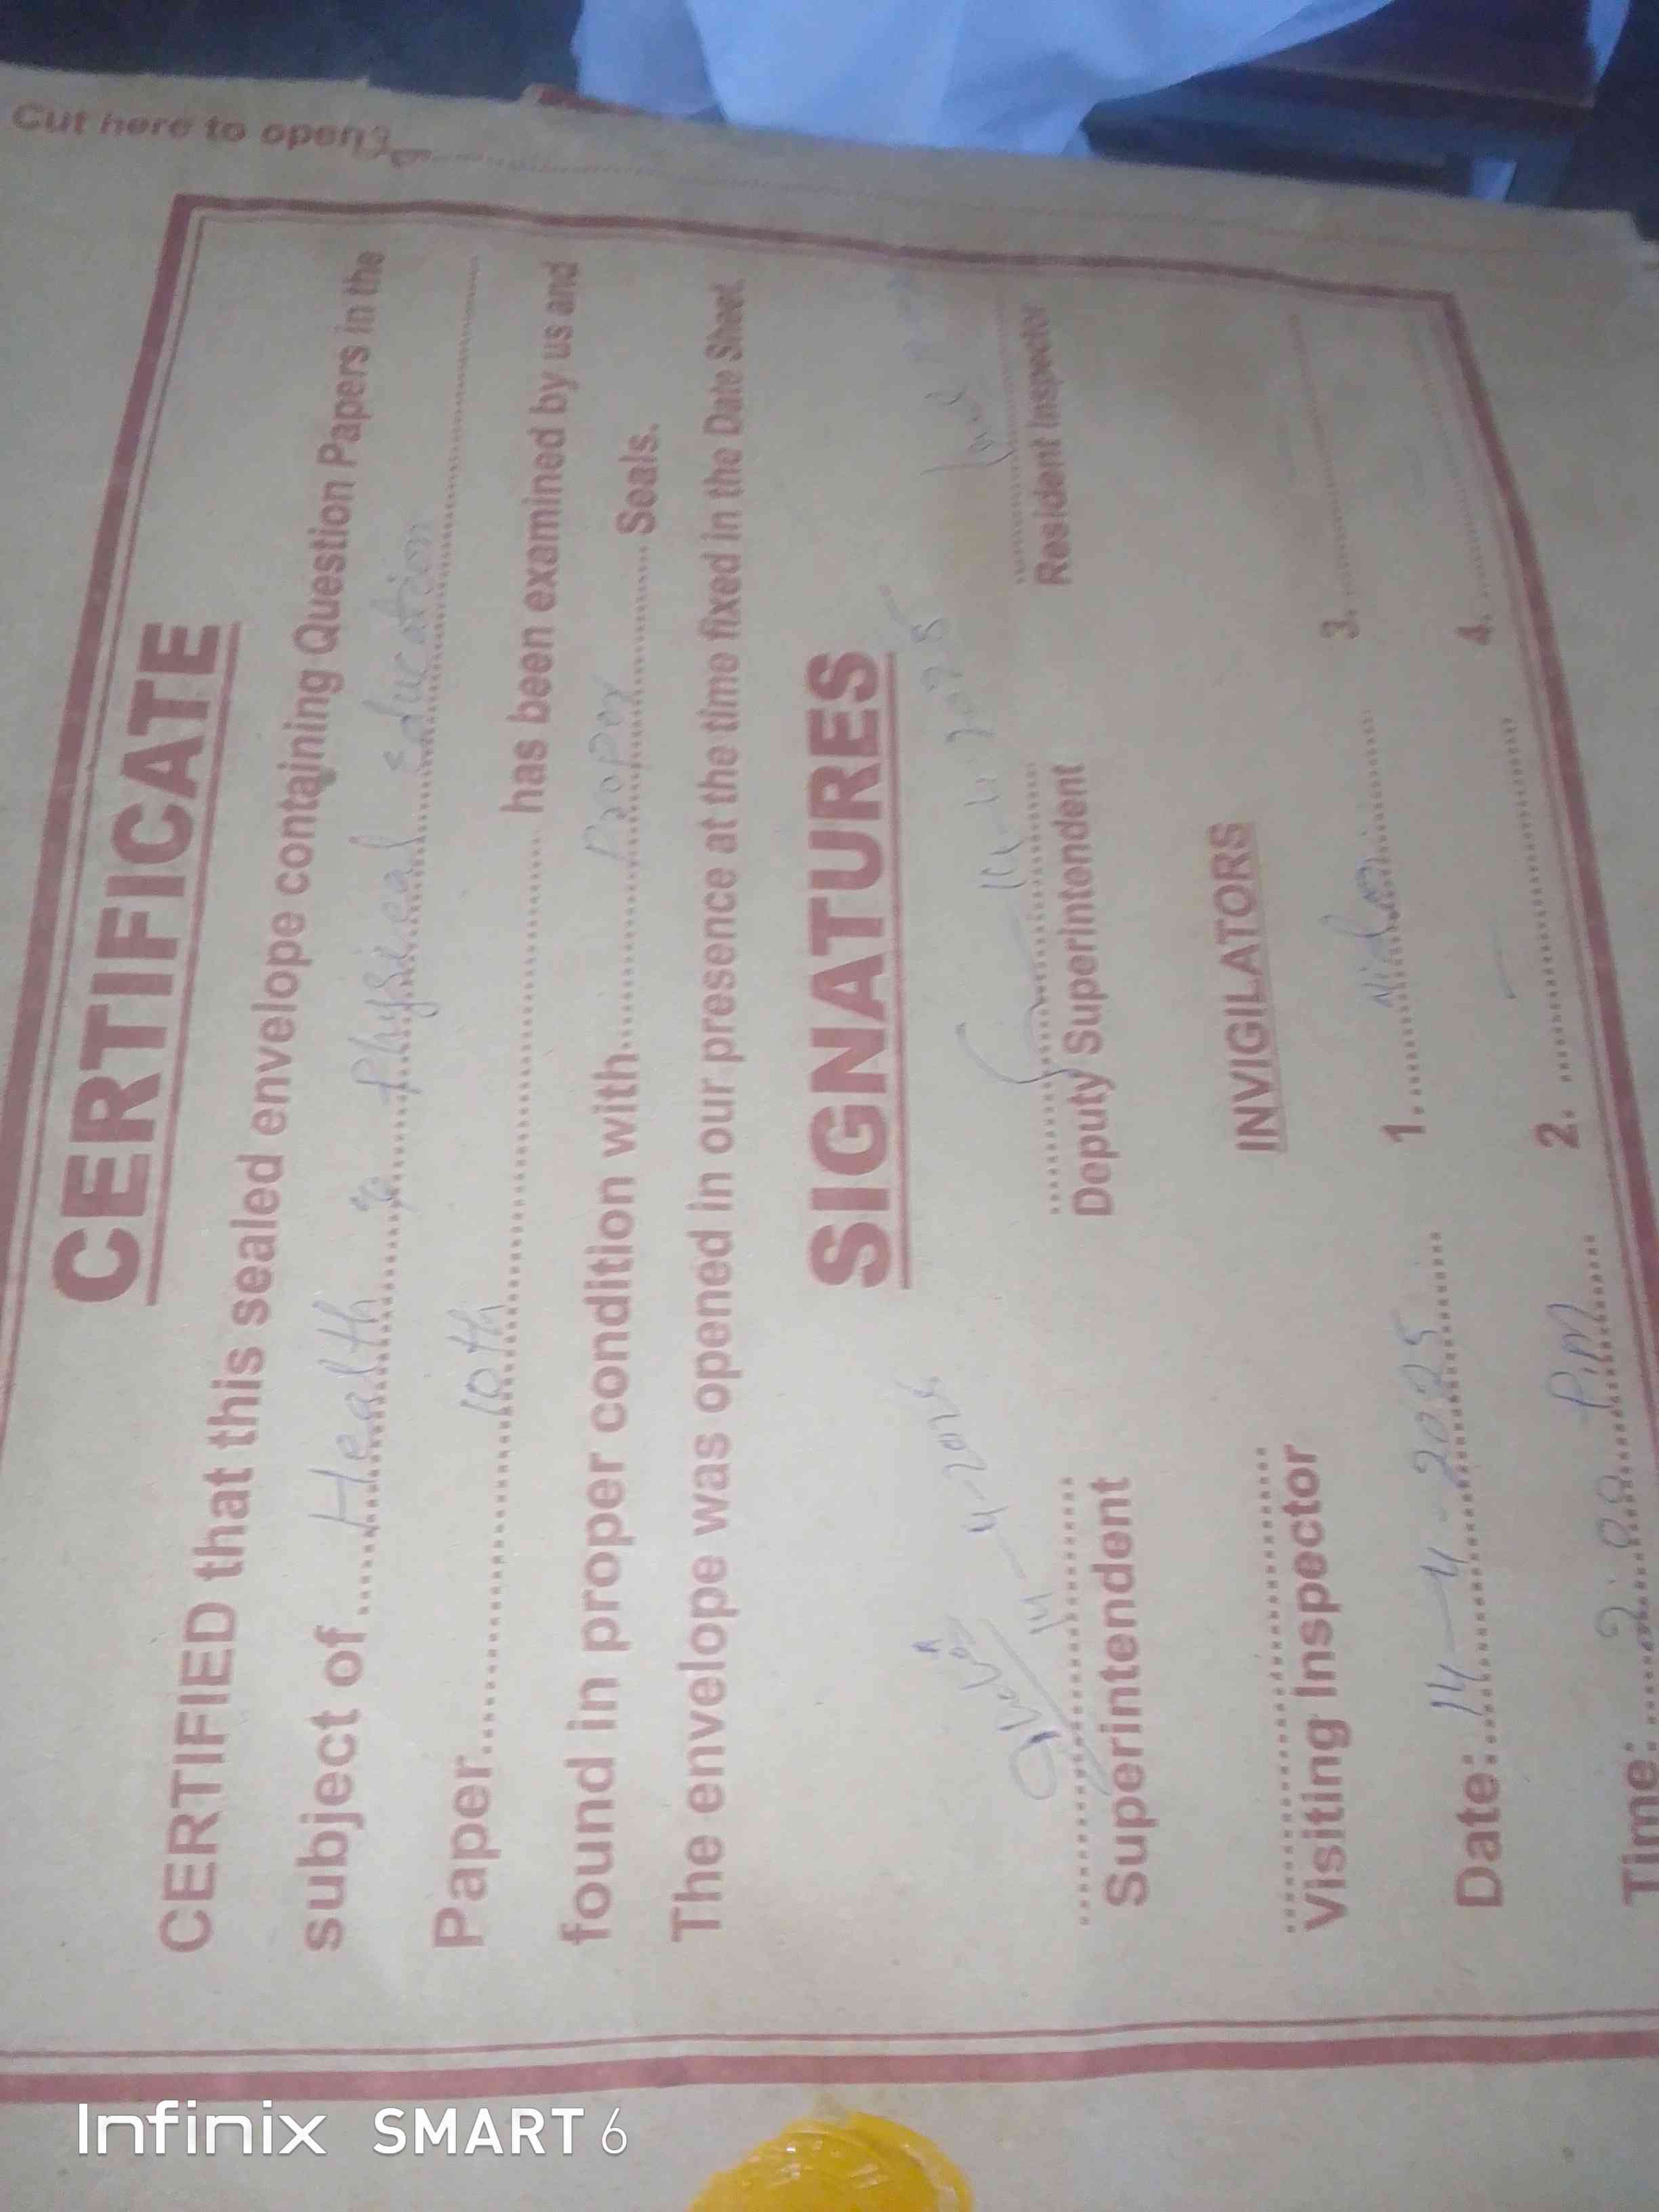 Cut here to open
CERTIFICATE
CERTIFIED that this sealed envelope containing Question Papers in the
subject of Health & Physical Education
Paper 10th has been examined by us and
found in proper condition with Proper Seals.
The envelope was opened in our presence at the time fixed in the Date Sheet.
SIGNATURES
14-4-2025 14-4-2025
Superintendent Deputy Superintendent Resident Inspector
INVIGILATORS
Visiting Inspector 1. Nida 3.
Date: 14-4-2025 2. 4.
Time: 2:00 P.m
Infinix SMART 6